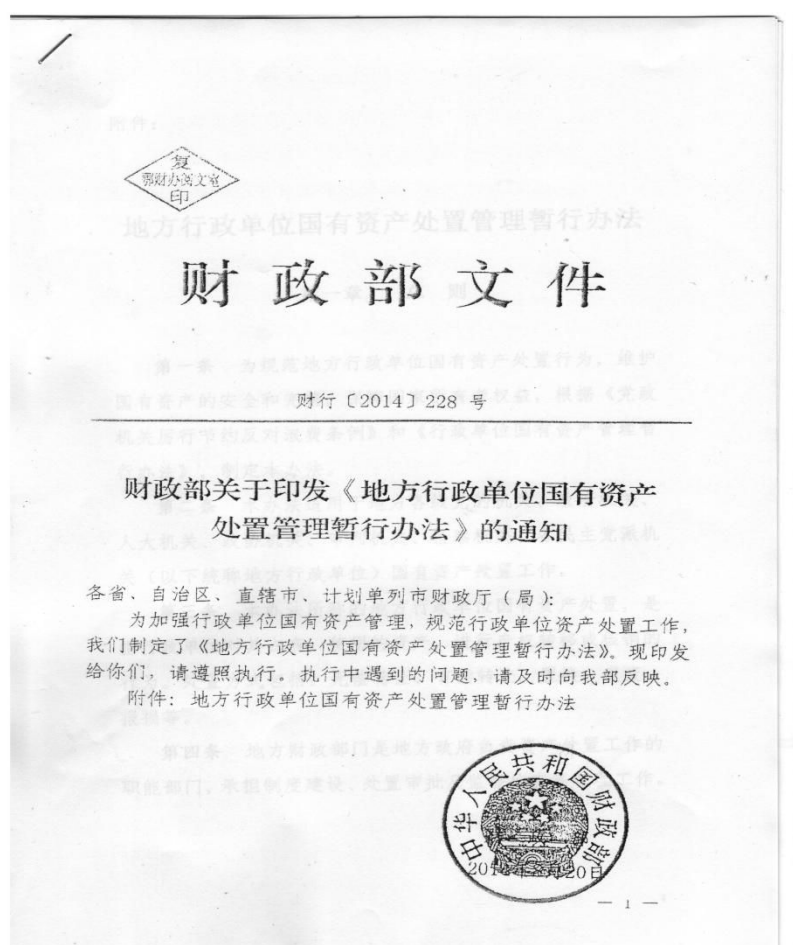 复
鄂财办阅文室
印
财政部文件
财行〔2014〕228 号
财政部关于印发《地方行政单位国有资产
处置管理暂行办法》的通知
各省、自治区、直辖市、计划单列市财政厅（局）：
为加强行政单位国有资产管理，规范行政单位资产处置工作，
我们制定了《地方行政单位国有资产处置管理暂行办法》。现印发
给你们，请遵照执行。执行中遇到的问题，请及时向我部反映。
附件：地方行政单位国有资产处置管理暂行办法
中华人民共和国财政部
— 1 —